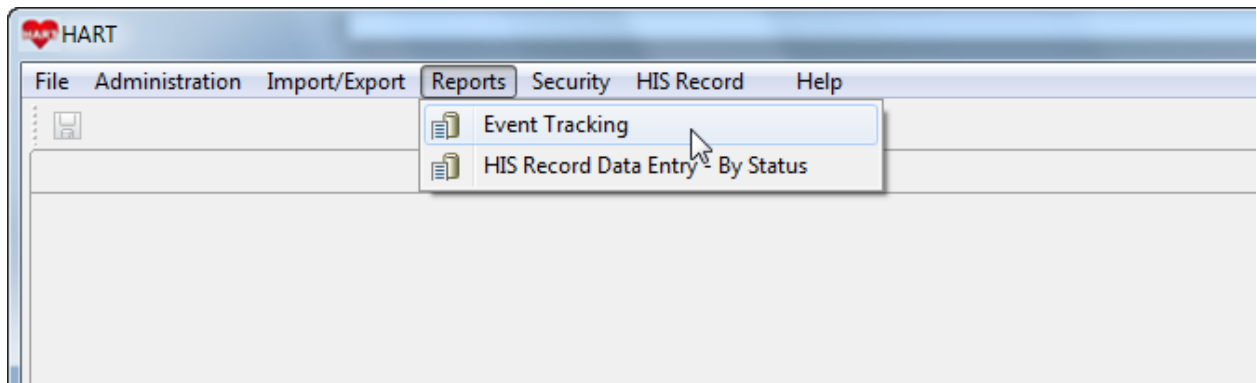 HART HART
File Administration Import/Export Reports Security HIS Record Help
Event Tracking
HIS Record Data Entry - By Status